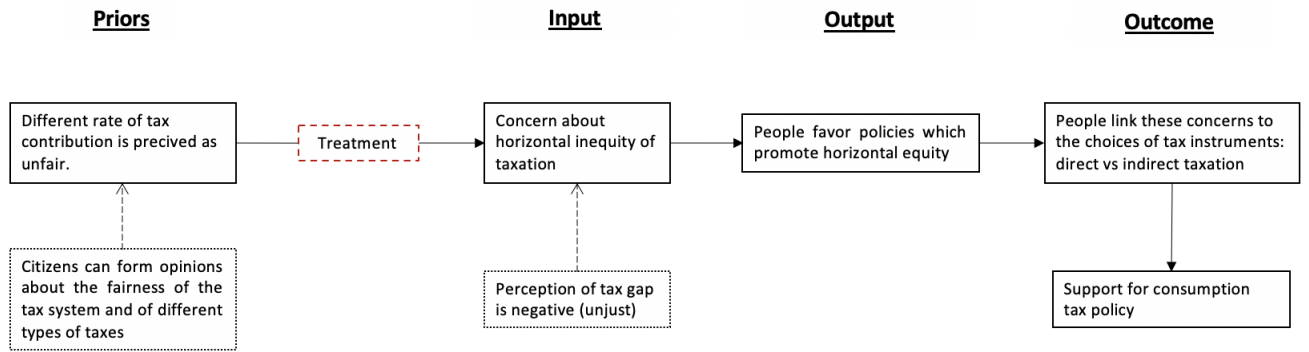 Priors
Input
Output
Outcome
Different rate of tax
contribution is precived as
unfair.
Treatment
Concern about
horizontal inequity of
taxation
People favor policies which
promote horizontal equity
People link these concerns to
the choices of tax instruments:
direct vs indirect taxation
Citizens can form opinions
about the fairness of the
tax system and of different
types of taxes
Perception of tax gap
is negative (unjust)
Support for consumption
tax policy